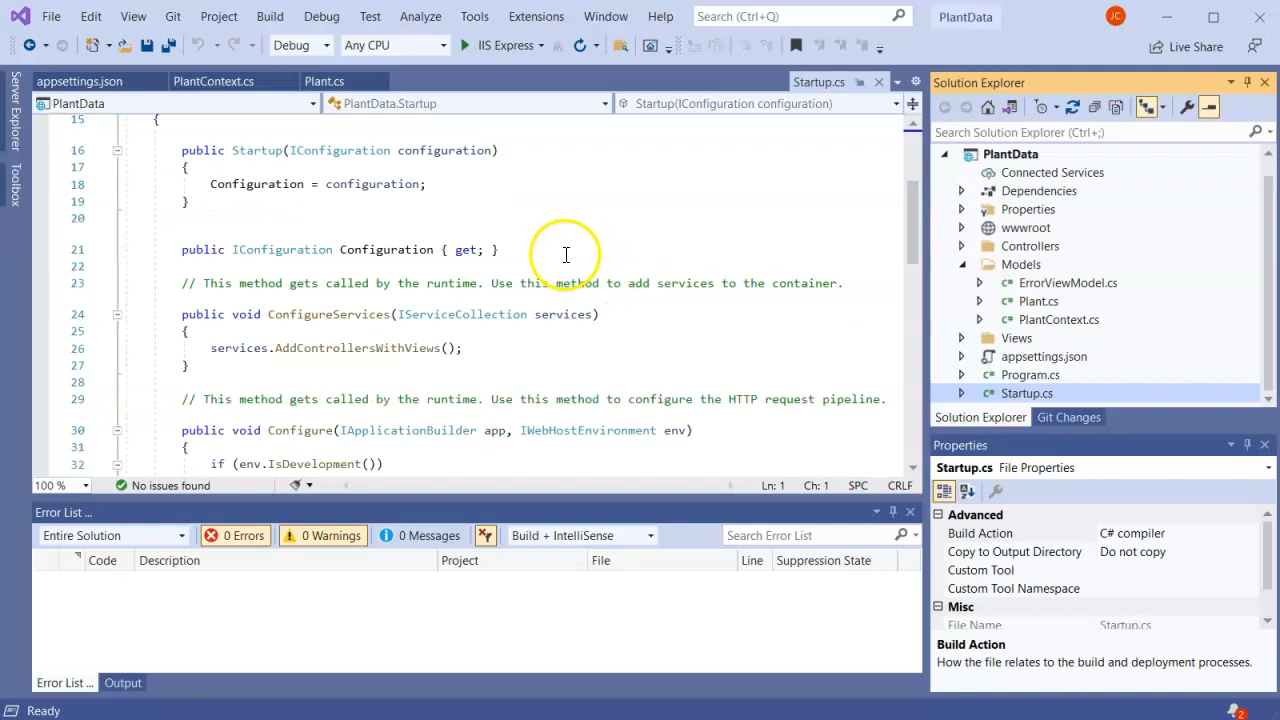 File Edit View Git Project Build Debug Test Analyze Tools Extensions Window Help Search (Ctrl+Q) PlantData JC
Debug Any CPU IIS Express Live Share
Server Explorer
Toolbox
appsettings.json PlantContext.cs Plant.cs Startup.cs
PlantData PlantData.Startup Startup(IConfiguration configuration)
15 {
16 public Startup(IConfiguration configuration)
17 {
18 Configuration = configuration;
19 }
20
21 public IConfiguration Configuration { get; }
22
23 // This method gets called by the runtime. Use this method to add services to the container.
24 public void ConfigureServices(IServiceCollection services)
25 {
26 services.AddControllersWithViews();
27 }
28
29 // This method gets called by the runtime. Use this method to configure the HTTP request pipeline.
30 public void Configure(IApplicationBuilder app, IWebHostEnvironment env)
31 {
32 if (env.IsDevelopment())
100 % No issues found Ln: 1 Ch: 1 SPC CRLF
Error List ...
Entire Solution 0 Errors 0 Warnings 0 Messages Build + IntelliSense Search Error List
Code Description Project File Line Suppression State
Error List ... Output
Solution Explorer
Search Solution Explorer (Ctrl+;)
PlantData
Connected Services
Dependencies
Properties
wwwroot
Controllers
Models
ErrorViewModel.cs
Plant.cs
PlantContext.cs
Views
appsettings.json
Program.cs
Startup.cs
Solution Explorer Git Changes
Properties
Startup.cs File Properties
Advanced
Build Action C# compiler
Copy to Output Directory Do not copy
Custom Tool
Custom Tool Namespace
Misc
File Name Startup.cs
Build Action
How the file relates to the build and deployment processes.
Ready 2